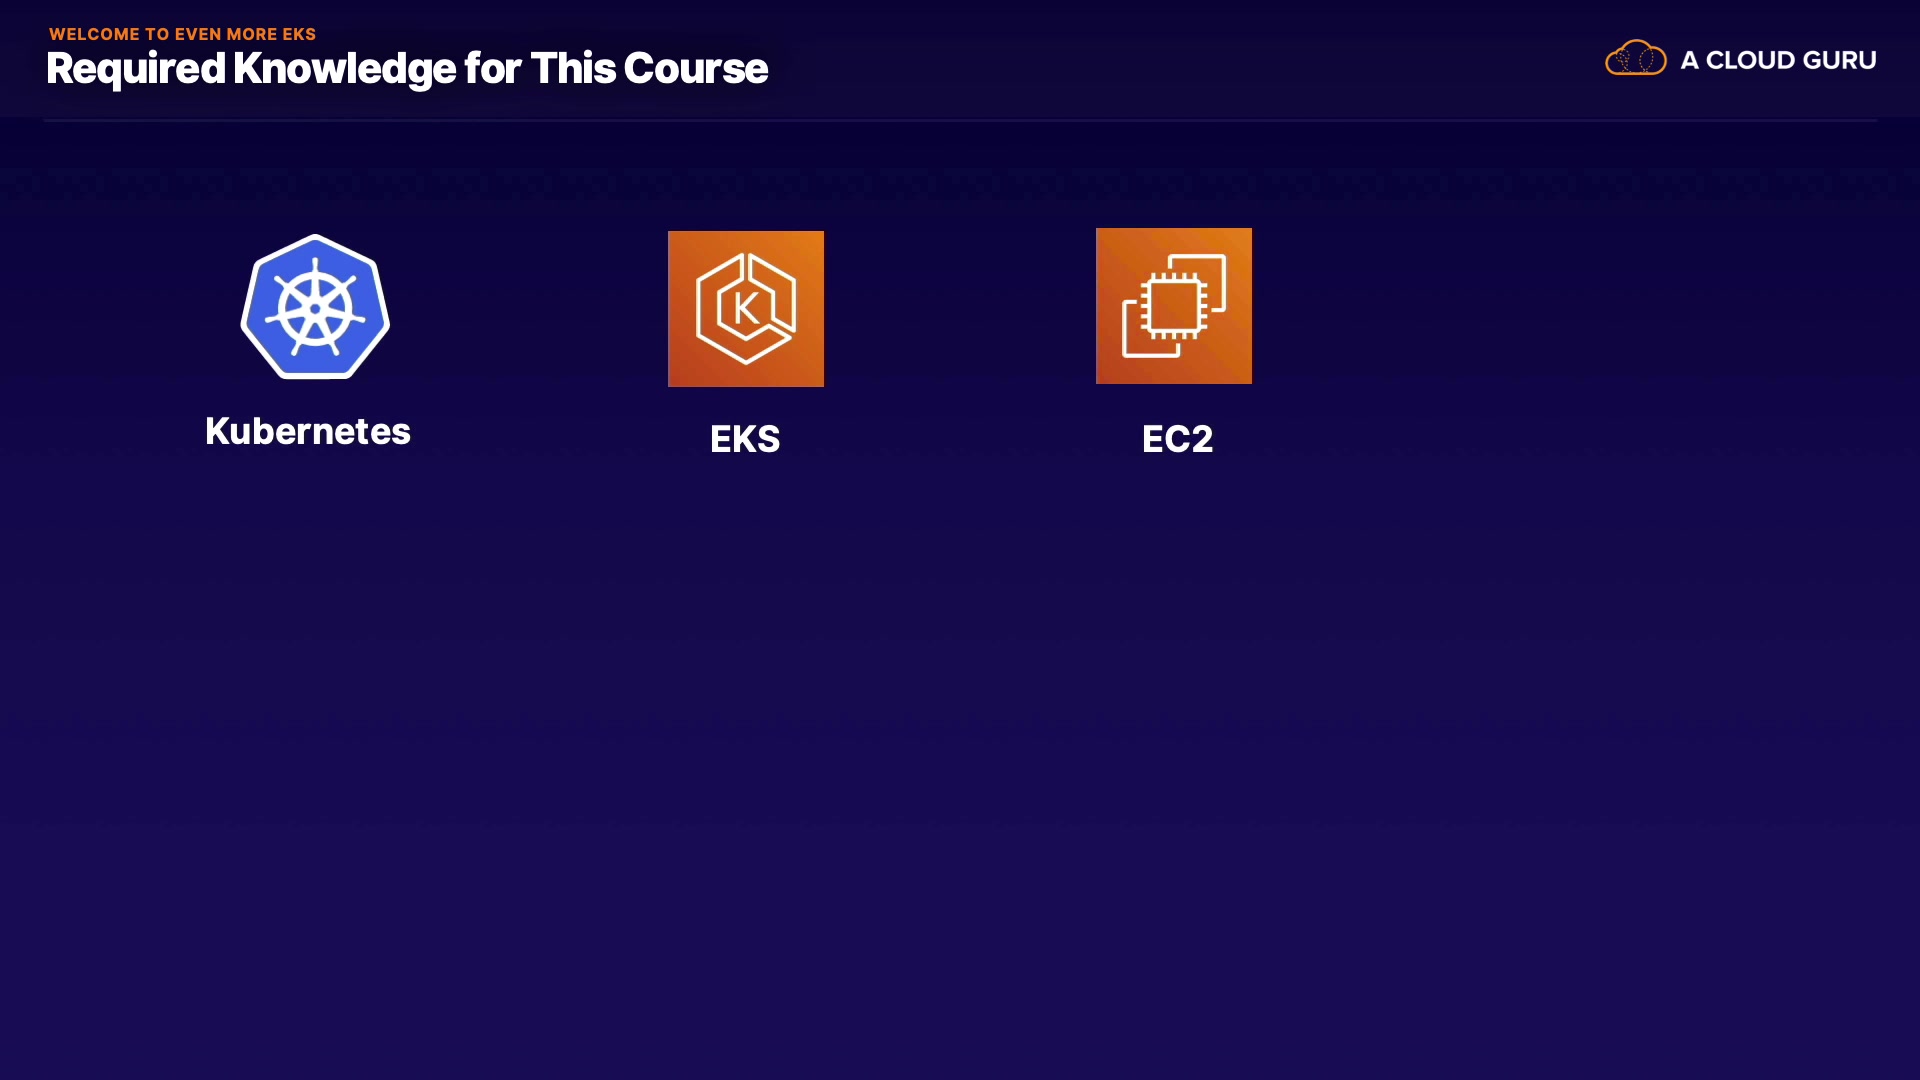 WELCOME TO EVEN MORE EKS
Required Knowledge for This Course
A CLOUD GURU
K
Kubernetes
EKS
EC2